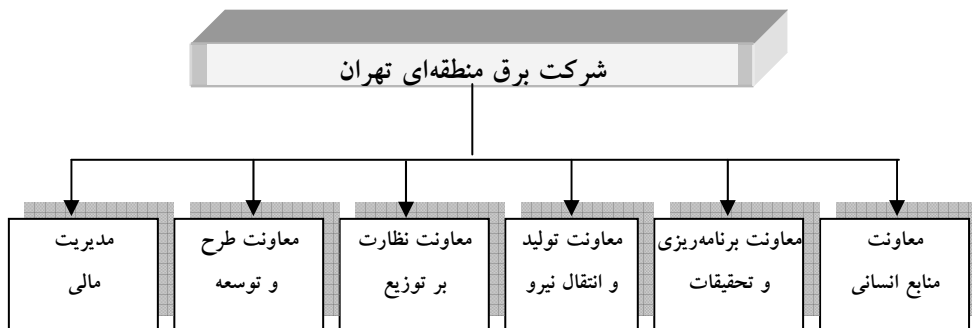 شرکت برق منطقه‌ای تهران
معاونت
منابع انسانی
معاونت برنامه‌ریزی
و تحقیقات
معاونت تولید
و انتقال نیرو
معاونت نظارت
بر توزیع
معاونت طرح
و توسعه
مدیریت
مالی